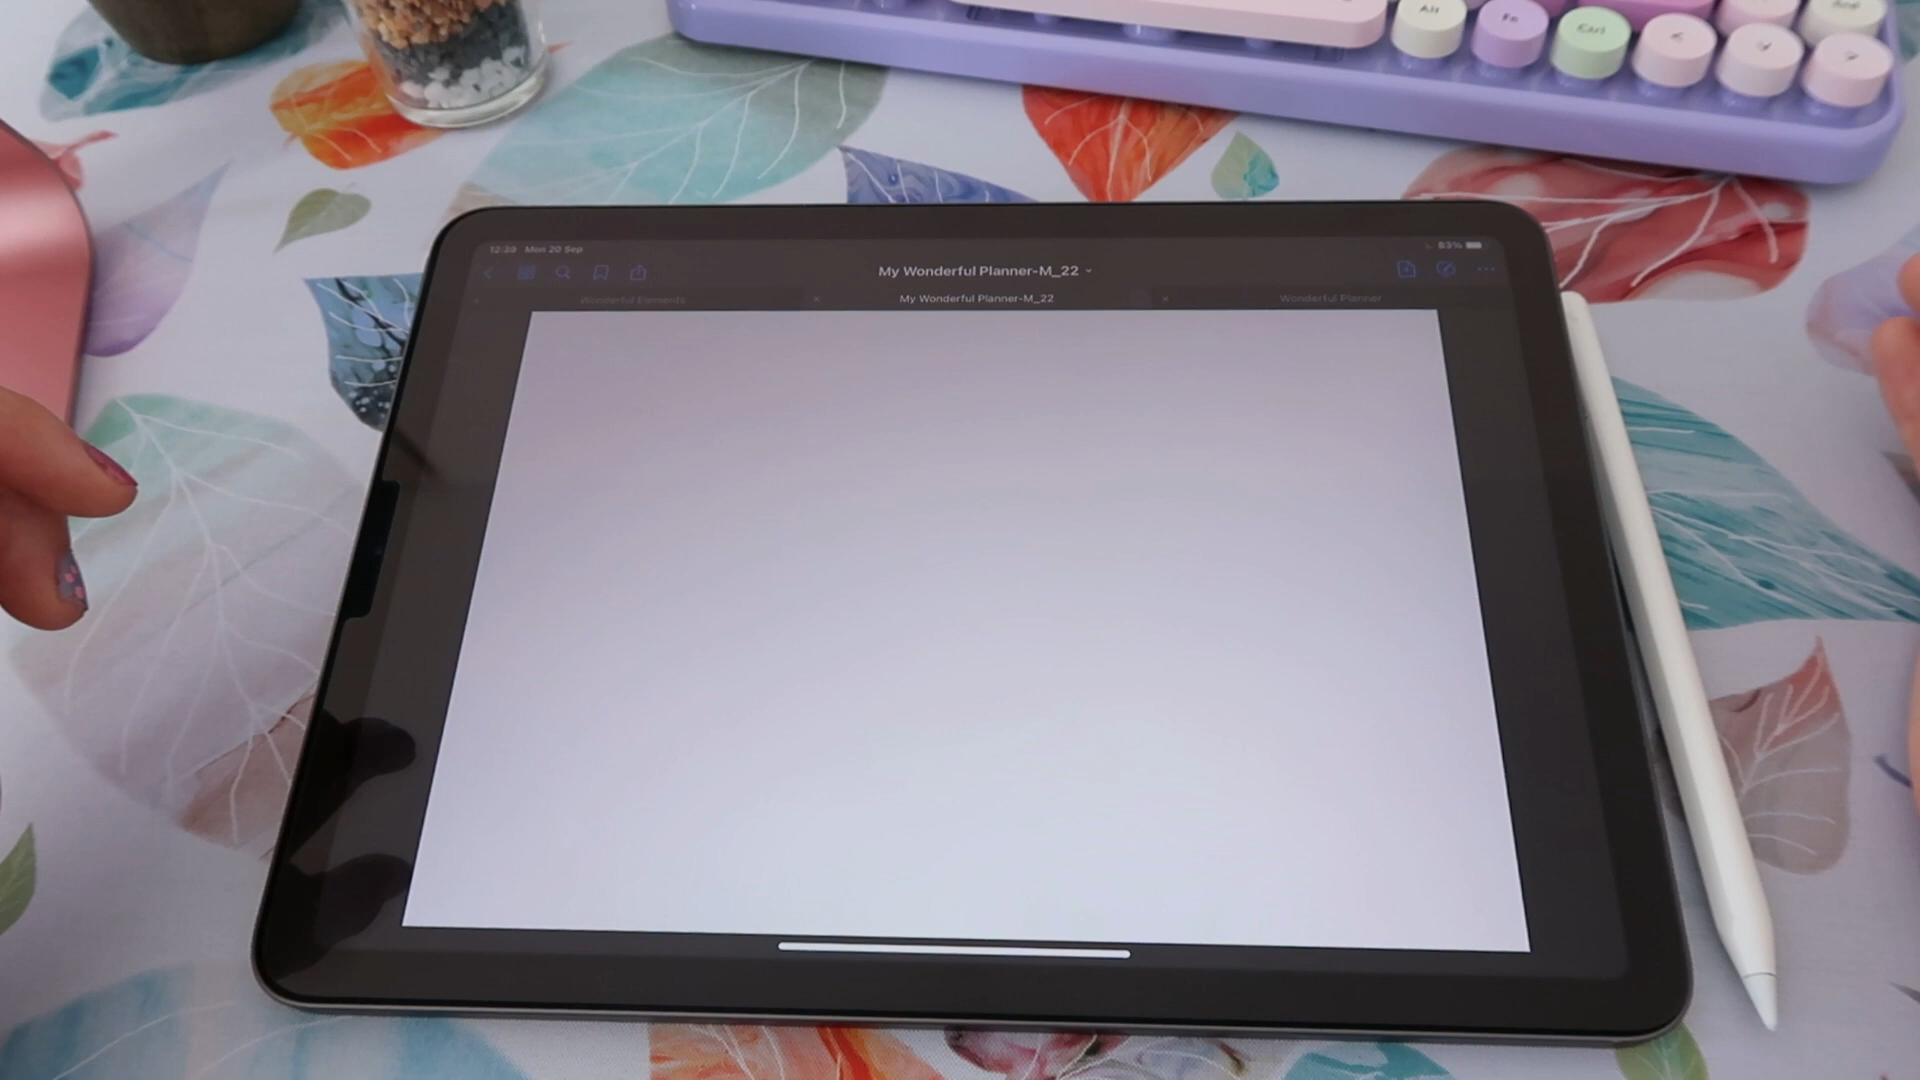 Alt
Fn
Ctrl
12:39 Mon 20 Sep
83%
My Wonderful Planner-M_22
Wonderful Elements
My Wonderful Planner-M_22
Wonderful Planner